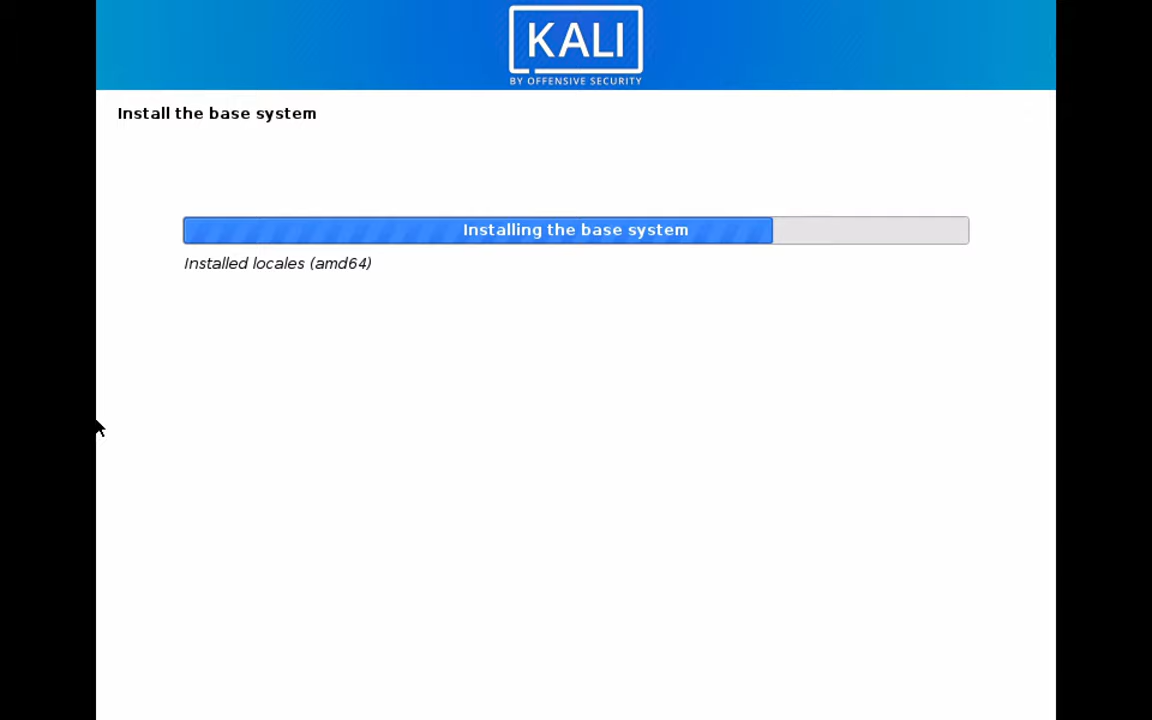 KALI
BY OFFENSIVE SECURITY
Install the base system
Installing the base system
Installed locales (amd64)